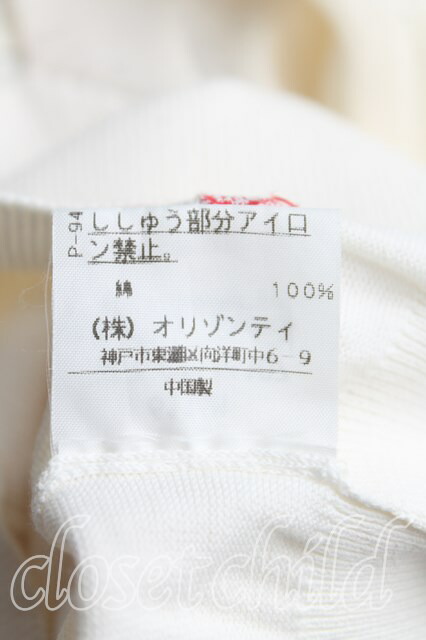 P-94
ししゅう部分アイロ
ン禁止。
綿 100%
(株) オリゾンティ
神戸市東灘区向洋町中6-9
中国製
closet child